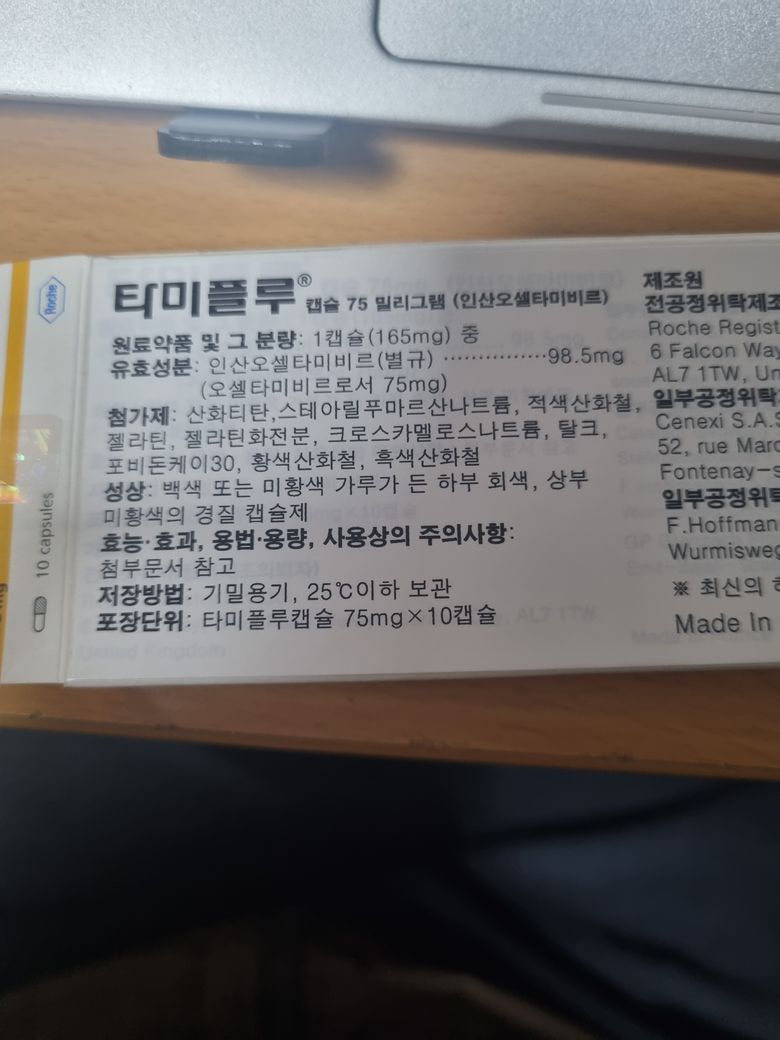 Roche
10 capsules
타미플루® 캡슐 75 밀리그램 (인산오셀타미비르)
원료약품 및 그 분량: 1캡슐(165mg) 중
유효성분: 인산오셀타미비르(별규) ···············98.5mg
(오셀타미비르로서 75mg)
첨가제: 산화티탄,스테아릴푸마르산나트륨, 적색산화철,
젤라틴, 젤라틴화전분, 크로스카멜로스나트륨, 탈크,
포비돈케이30, 황색산화철, 흑색산화철
성상: 백색 또는 미황색 가루가 든 하부 회색, 상부
미황색의 경질 캡슐제
효능·효과, 용법·용량, 사용상의 주의사항:
첨부문서 참고
저장방법: 기밀용기, 25℃이하 보관
포장단위: 타미플루캡슐 75mg×10캡슐
제조원
전공정위탁제조
Roche Regist
6 Falcon Way
AL7 1TW, Un
일부공정위탁
Cenexi S.A.S
52, rue Marc
Fontenay-s
일부공정위탁
F.Hoffman
Wurmisweg
※ 최신의 허
Made In